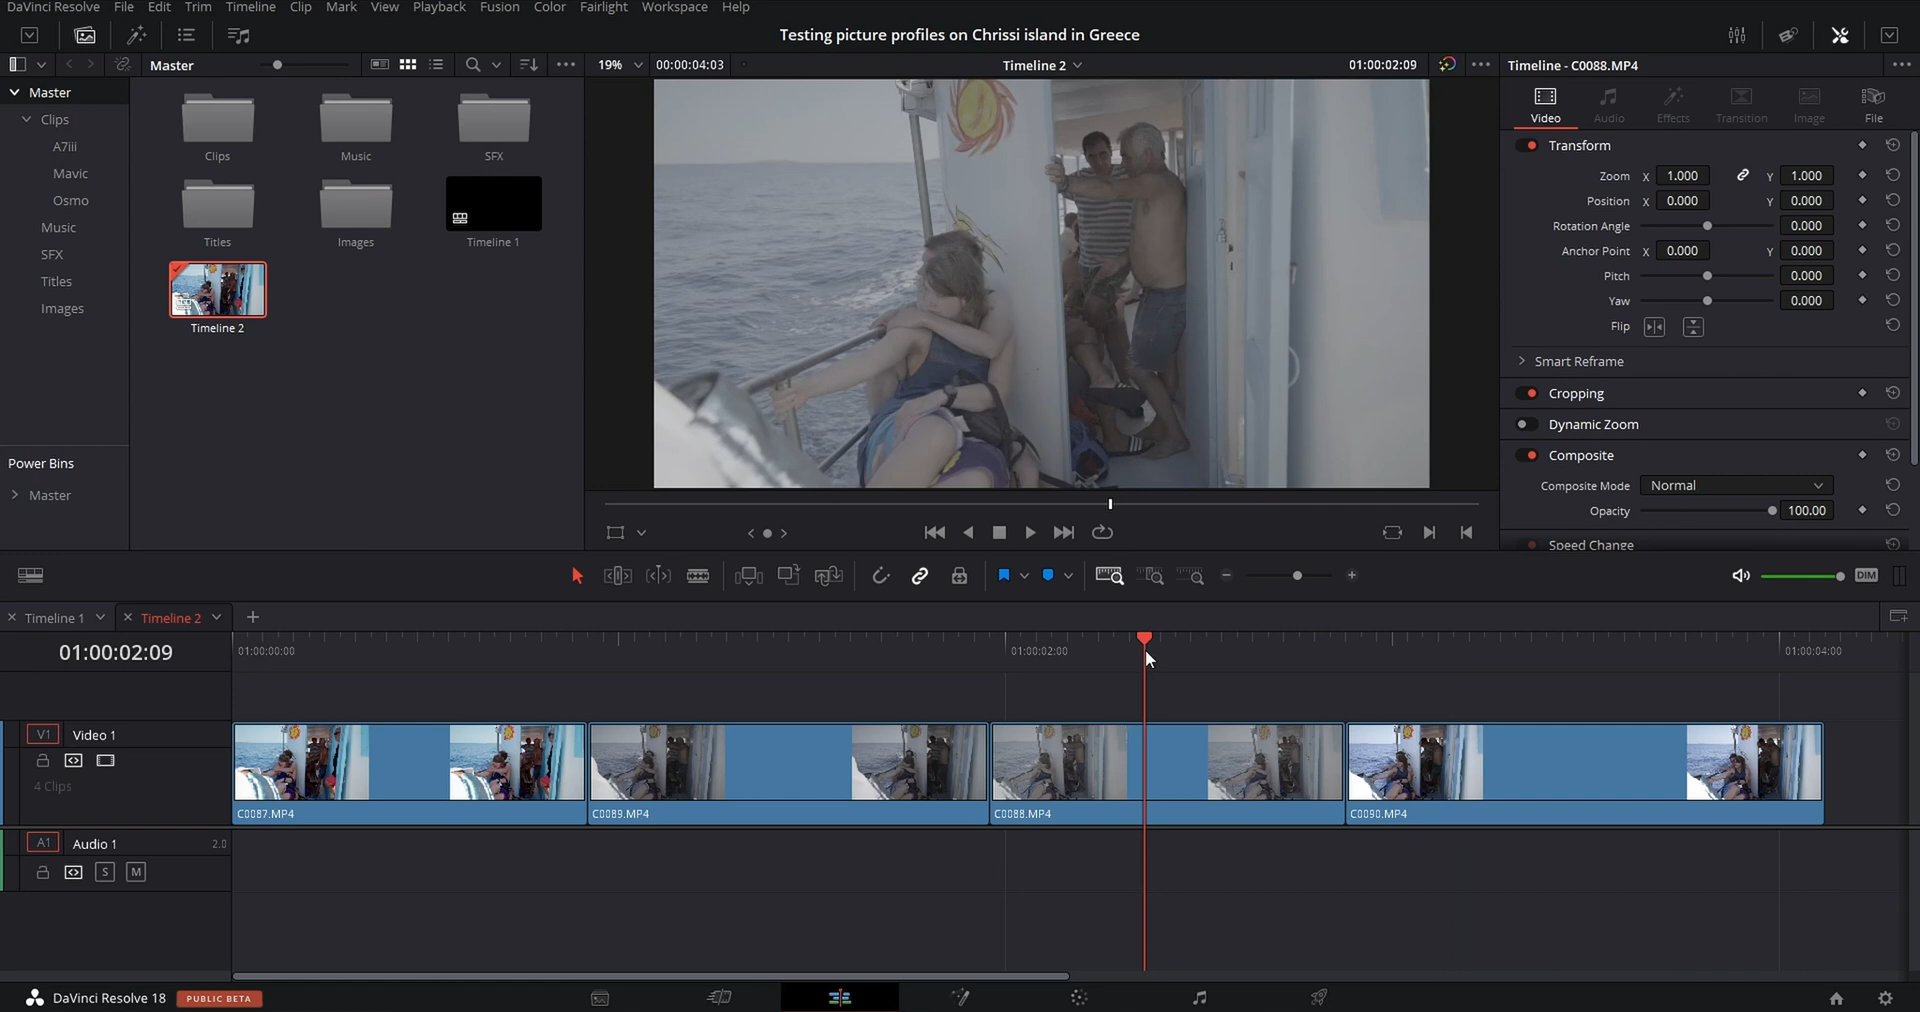 DaVinci Resolve File Edit Trim Timeline Clip Mark View Playback Fusion Color Fairlight Workspace Help
Testing picture profiles on Chrissi island in Greece
Master
19% 00:00:04:03 Timeline 2 01:00:02:09
Timeline - C0088.MP4
Master
Clips
A7iii
Mavic
Osmo
Music
SFX
Titles
Images
Power Bins
Master
Clips Music SFX
Titles Images Timeline 1
Timeline 2
Video Audio Effects Transition Image File
Transform
Zoom X 1.000 Y 1.000
Position X 0.000 Y 0.000
Rotation Angle 0.000
Anchor Point X 0.000 Y 0.000
Pitch 0.000
Yaw 0.000
Flip
Smart Reframe
Cropping
Dynamic Zoom
Composite
Composite Mode Normal
Opacity 100.00
Speed Change
DIM
Timeline 1 Timeline 2
01:00:02:09
01:00:00:00 01:00:02:00 01:00:04:00
V1 Video 1
4 Clips
C0087.MP4 C0089.MP4 C0088.MP4 C0090.MP4
A1 Audio 1 2.0
S M
DaVinci Resolve 18 PUBLIC BETA